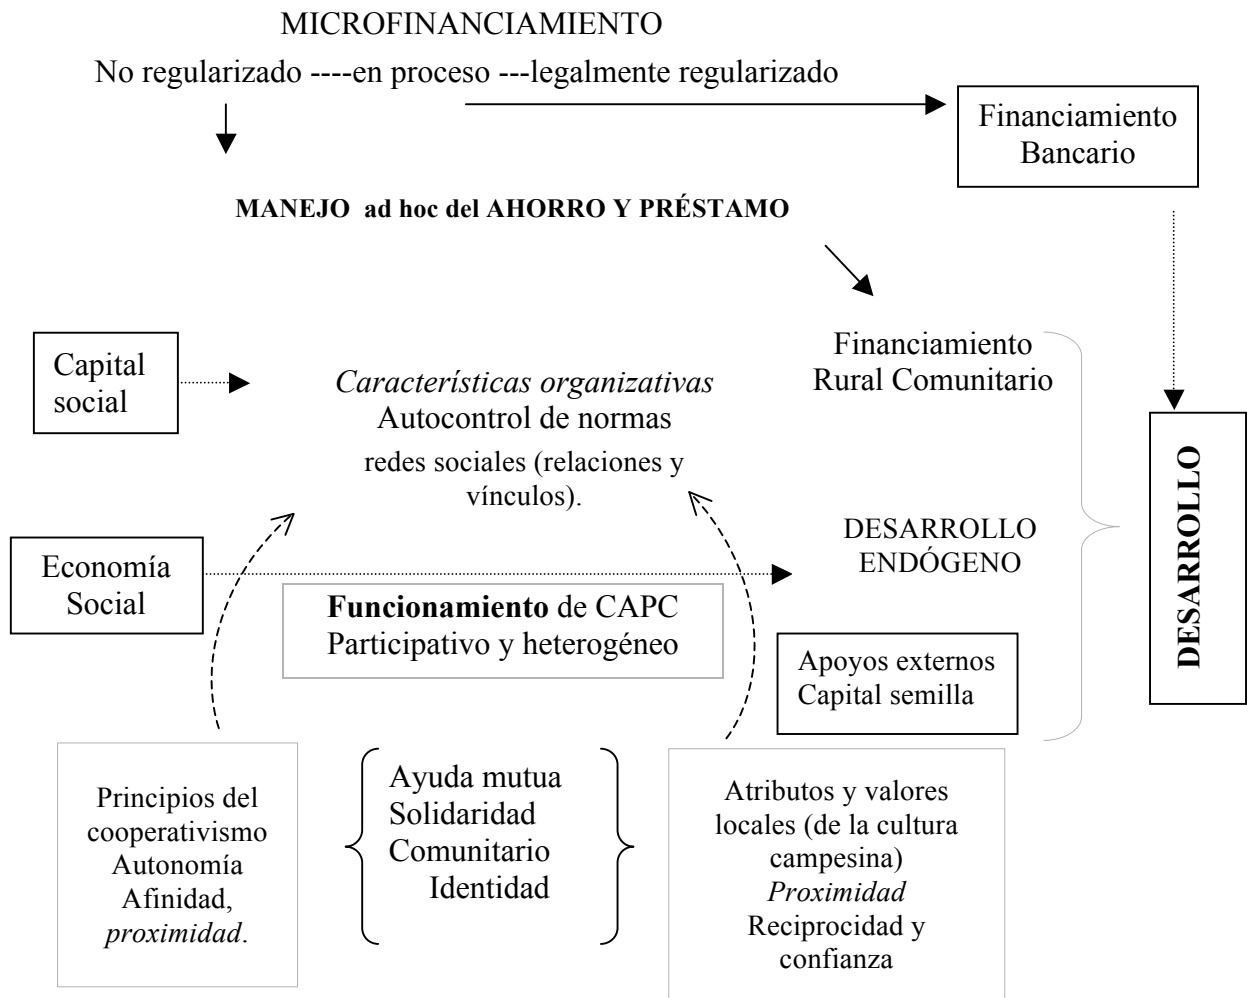 MICROFINANCIAMIENTO
No regularizado ----en proceso ---legalmente regularizado
Financiamiento
Bancario
MANEJO ad hoc del AHORRO Y PRÉSTAMO
Capital
social
Características organizativas
Autocontrol de normas
redes sociales (relaciones y
vínculos).
Financiamiento
Rural Comunitario
DESARROLLO
Economía
Social
DESARROLLO
ENDÓGENO
Funcionamiento de CAPC
Participativo y heterogéneo
Apoyos externos
Capital semilla
Principios del
cooperativismo
Autonomía
Afinidad,
proximidad.
Ayuda mutua
Solidaridad
Comunitario
Identidad
Atributos y valores
locales (de la cultura
campesina)
Proximidad
Reciprocidad y
confianza